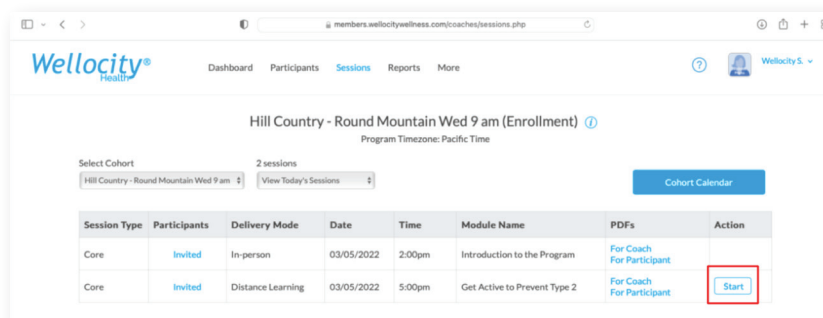 members.wellocitywellness.com/coaches/sessions.php
Wellocity® Health
Dashboard Participants Sessions Reports More
? Wellocity S.
Hill Country - Round Mountain Wed 9 am (Enrollment) i
Program Timezone: Pacific Time
Select Cohort 2 sessions
Hill Country - Round Mountain Wed 9 am View Today's Sessions
Cohort Calendar
Session Type Participants Delivery Mode Date Time Module Name PDFs Action
Core Invited In-person 03/05/2022 2:00pm Introduction to the Program For Coach
For Participant
Core Invited Distance Learning 03/05/2022 5:00pm Get Active to Prevent Type 2 For Coach
For Participant Start